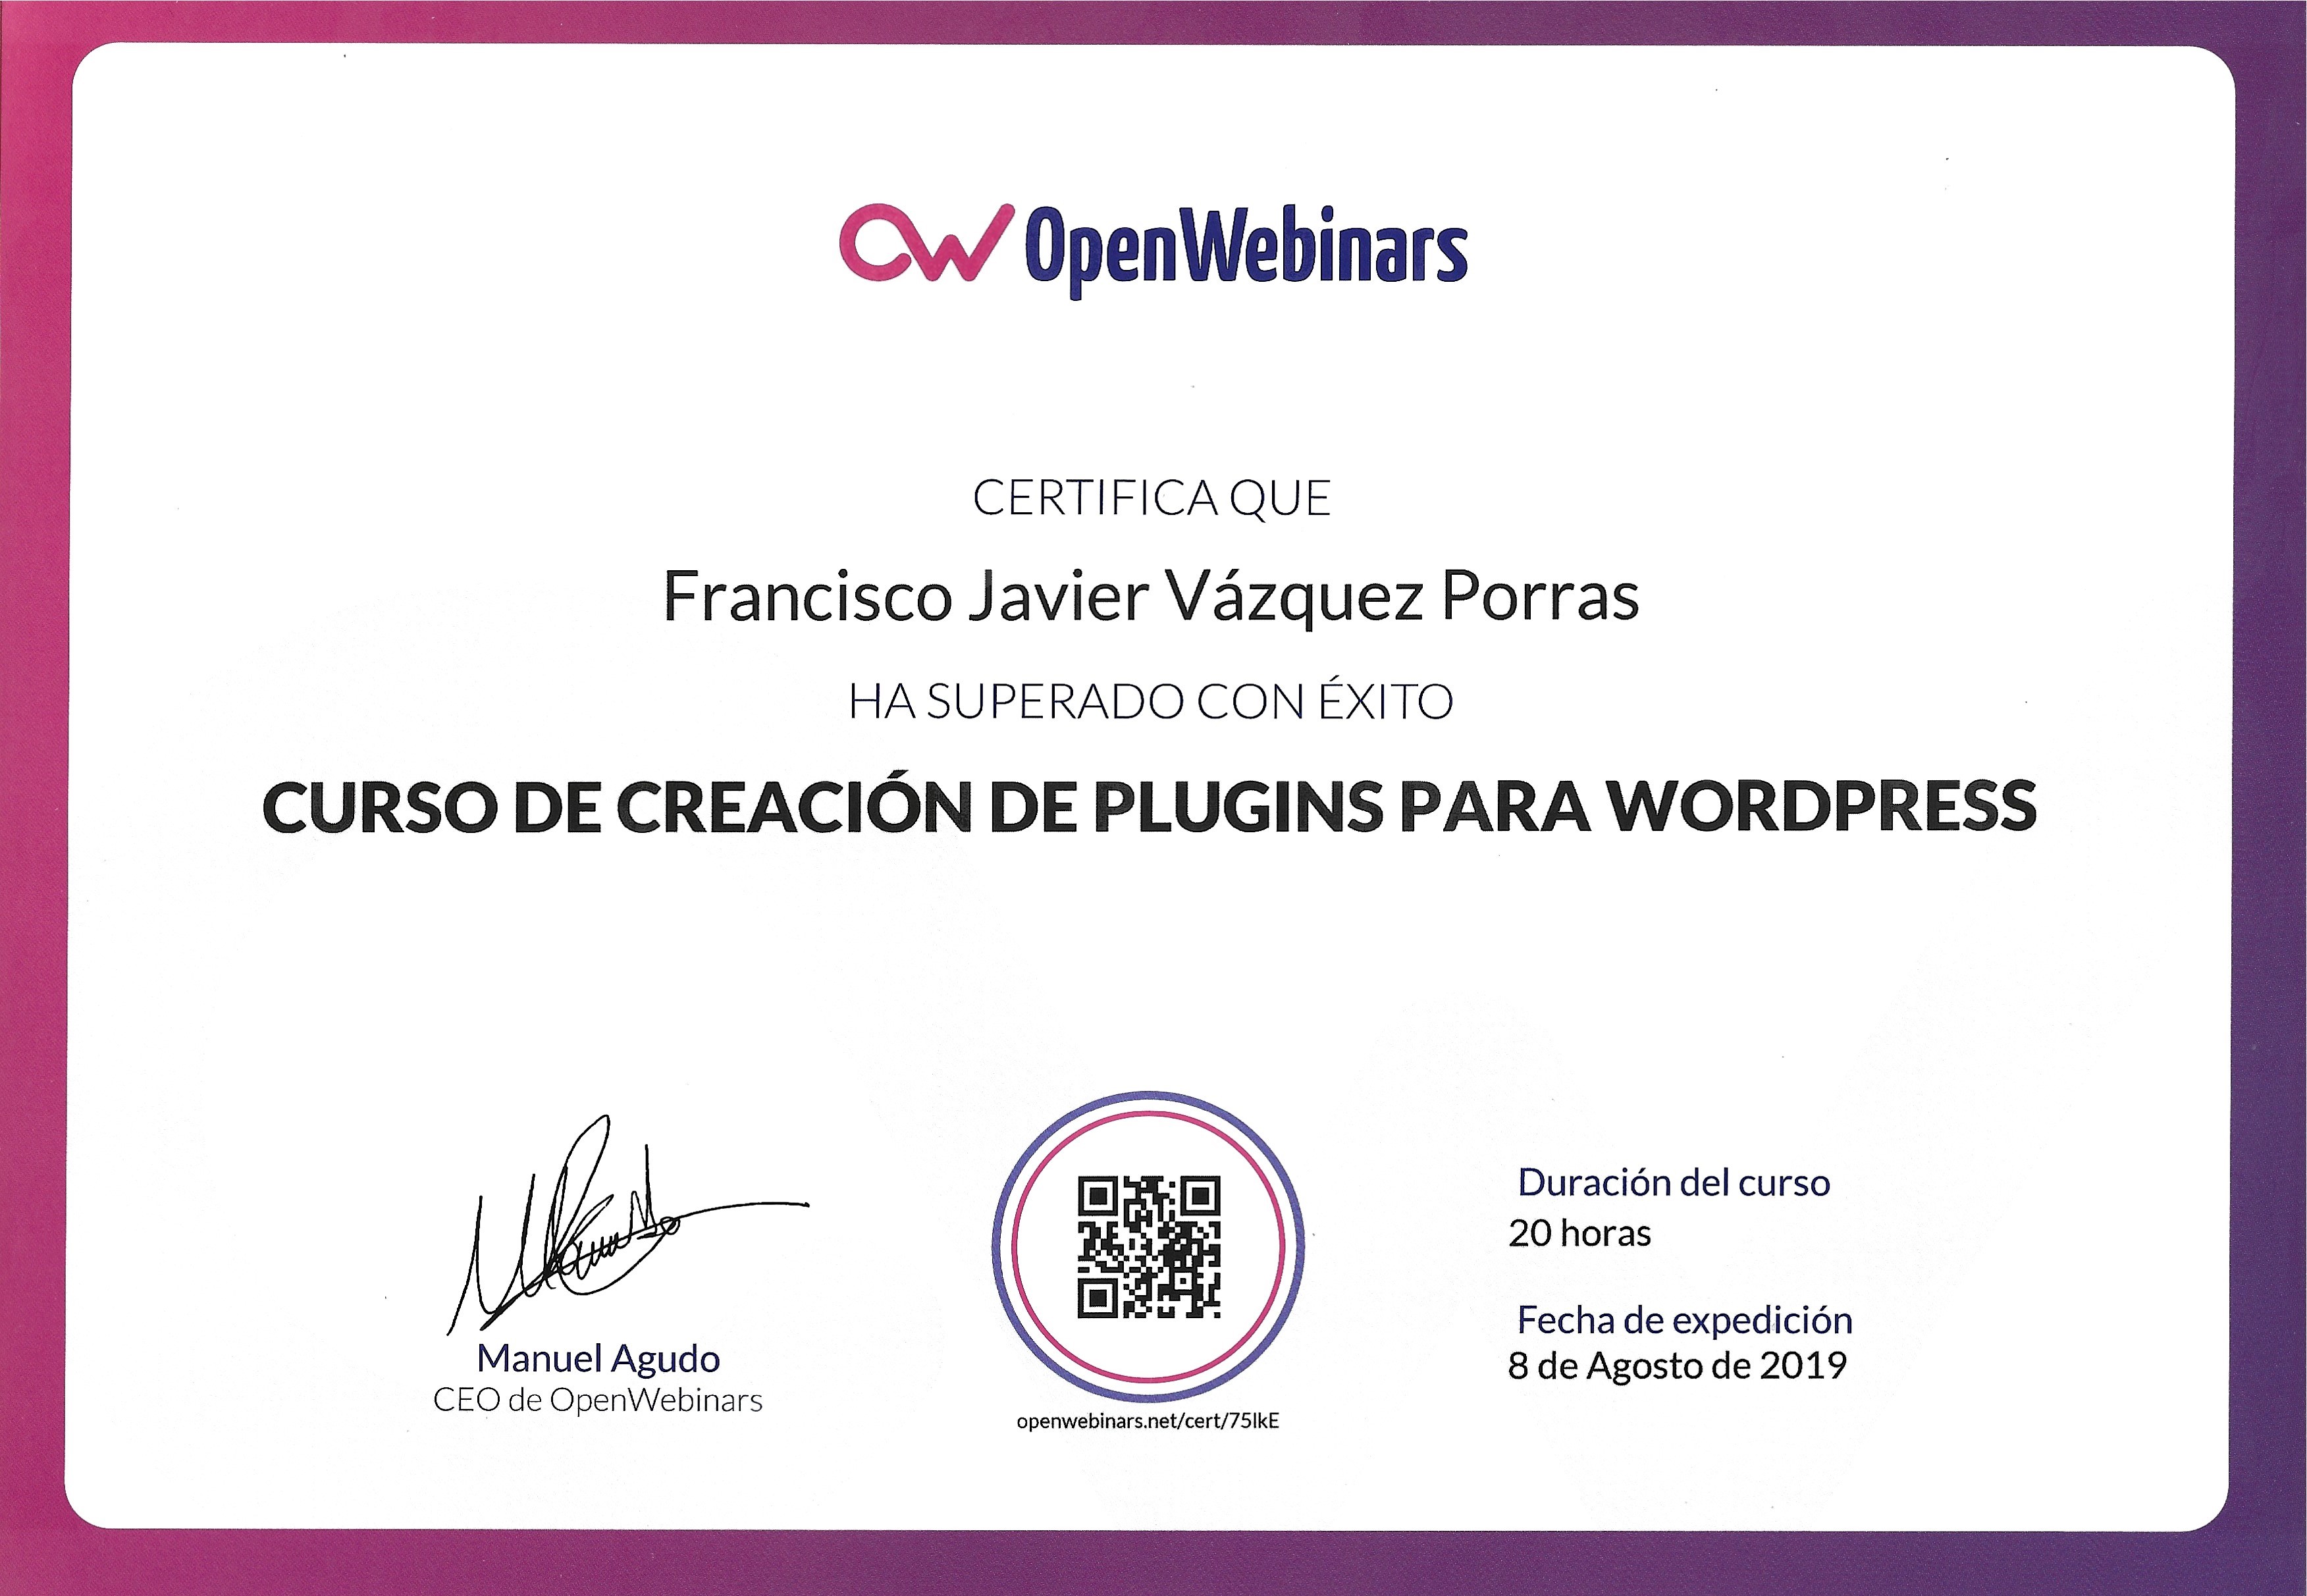 OpenWebinars
CERTIFICA QUE
Francisco Javier Vázquez Porras
HA SUPERADO CON ÉXITO
CURSO DE CREACIÓN DE PLUGINS PARA WORDPRESS
Manuel Agudo
CEO de OpenWebinars
openwebinars.net/cert/75lkE
Duración del curso
20 horas
Fecha de expedición
8 de Agosto de 2019